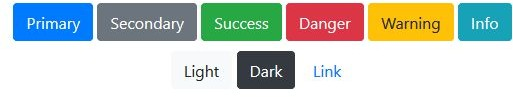 Primary Secondary Success Danger Warning Info
Light Dark Link